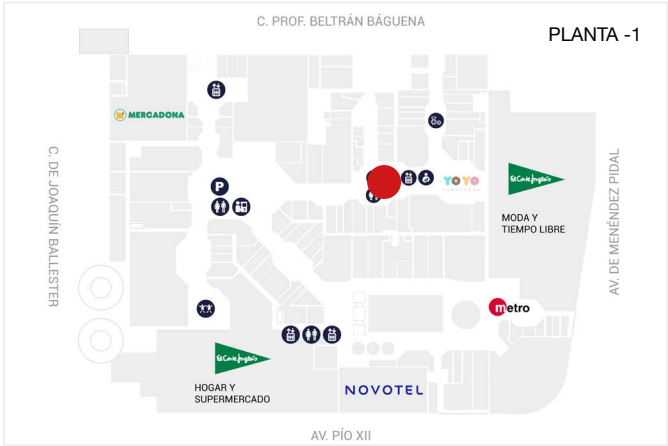 C. PROF. BELTRÁN BÁGUENA
PLANTA -1
MERCADONA
C. DE JOAQUÍN BALLESTER
P
YOYO
El Corte Inglés
MODA Y
TIEMPO LIBRE
AV. DE MENÉNDEZ PIDAL
metro
El Corte Inglés
HOGAR Y
SUPERMERCADO
NOVOTEL
AV. PÍO XII